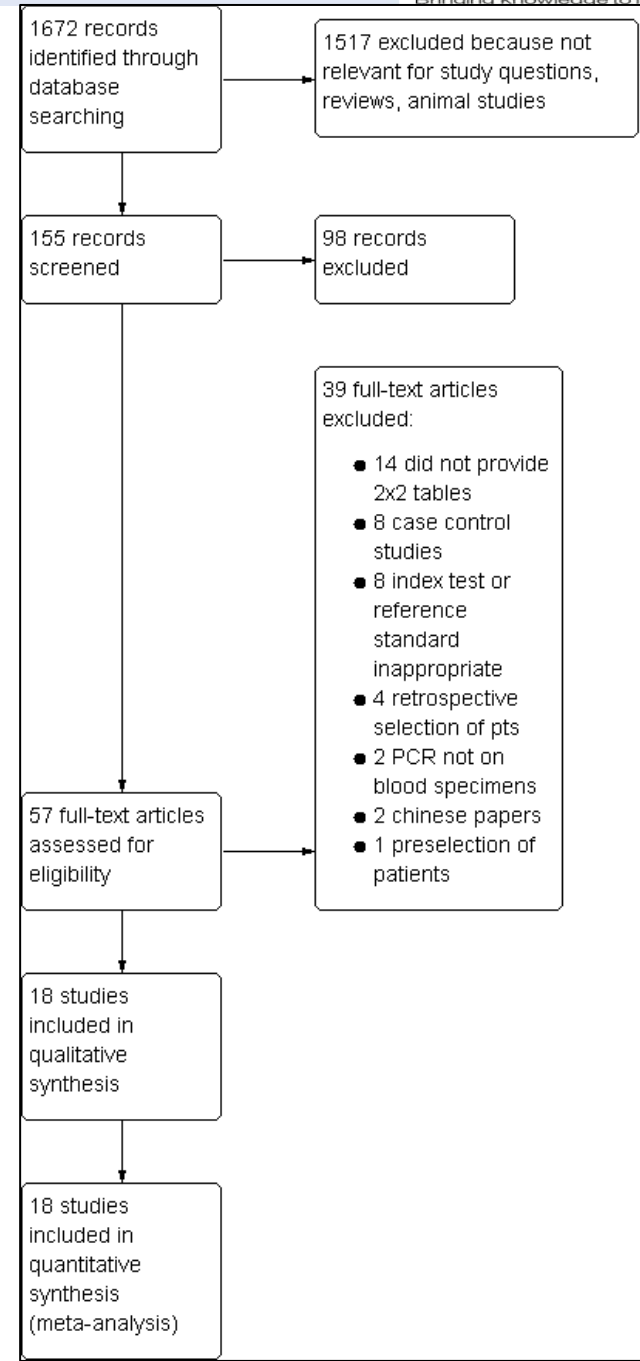 1672 records
identified through
database
searching
1517 excluded because not
relevant for study questions,
reviews, animal studies
155 records
screened
98 records
excluded
39 full-text articles
excluded:
● 14 did not provide
2x2 tables
● 8 case control
studies
● 8 index test or
reference
standard
inappropriate
● 4 retrospective
selection of pts
● 2 PCR not on
blood specimens
● 2 chinese papers
● 1 preselection of
patients
57 full-text articles
assessed for
eligibility
18 studies
included in
qualitative
synthesis
18 studies
included in
quantitative
synthesis
(meta-analysis)